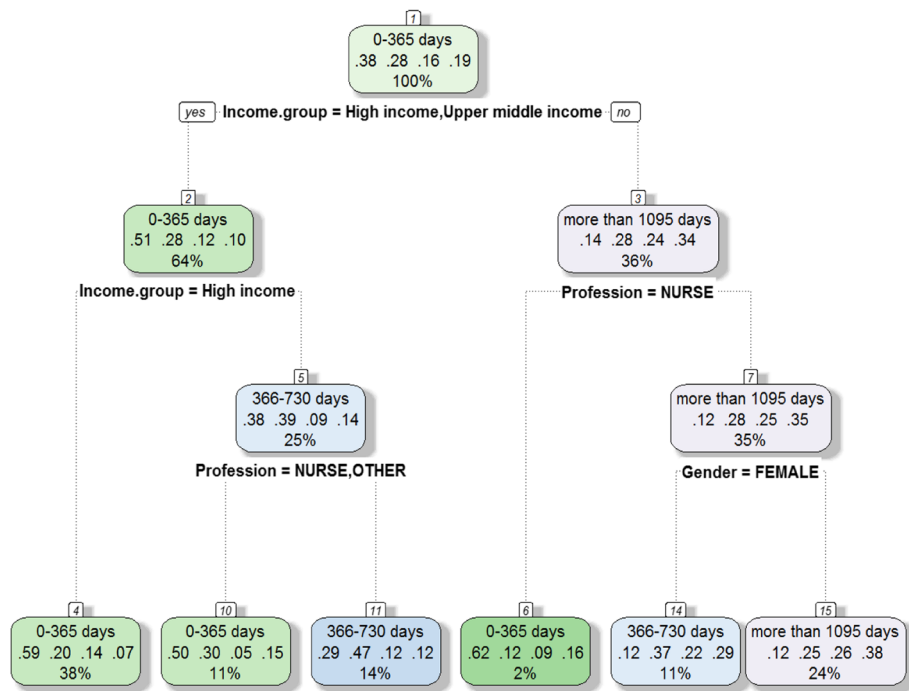 1
0-365 days
.38 .28 .16 .19
100%
yes Income.group = High income,Upper middle income no
2
0-365 days
.51 .28 .12 .10
64%
3
more than 1095 days
.14 .28 .24 .34
36%
Income.group = High income
Profession = NURSE
5
366-730 days
.38 .39 .09 .14
25%
7
more than 1095 days
.12 .28 .25 .35
35%
Profession = NURSE,OTHER
Gender = FEMALE
4
0-365 days
.59 .20 .14 .07
38%
10
0-365 days
.50 .30 .05 .15
11%
11
366-730 days
.29 .47 .12 .12
14%
6
0-365 days
.62 .12 .09 .16
2%
14
366-730 days
.12 .37 .22 .29
11%
15
more than 1095 days
.12 .25 .26 .38
24%